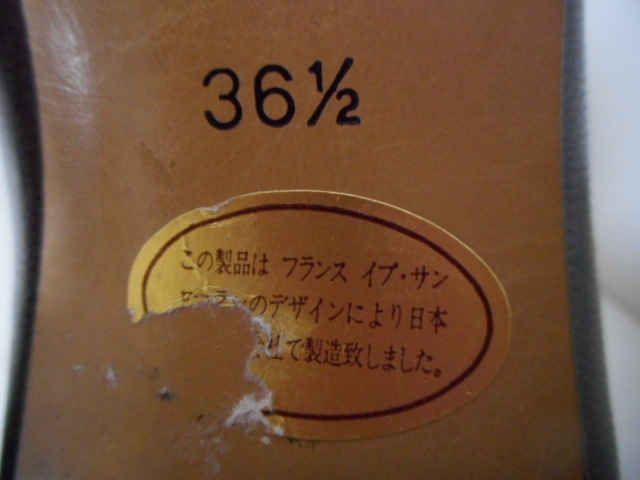 36½
この製品は フランス イブ・サン
のデザインにより日本
で製造致しました。